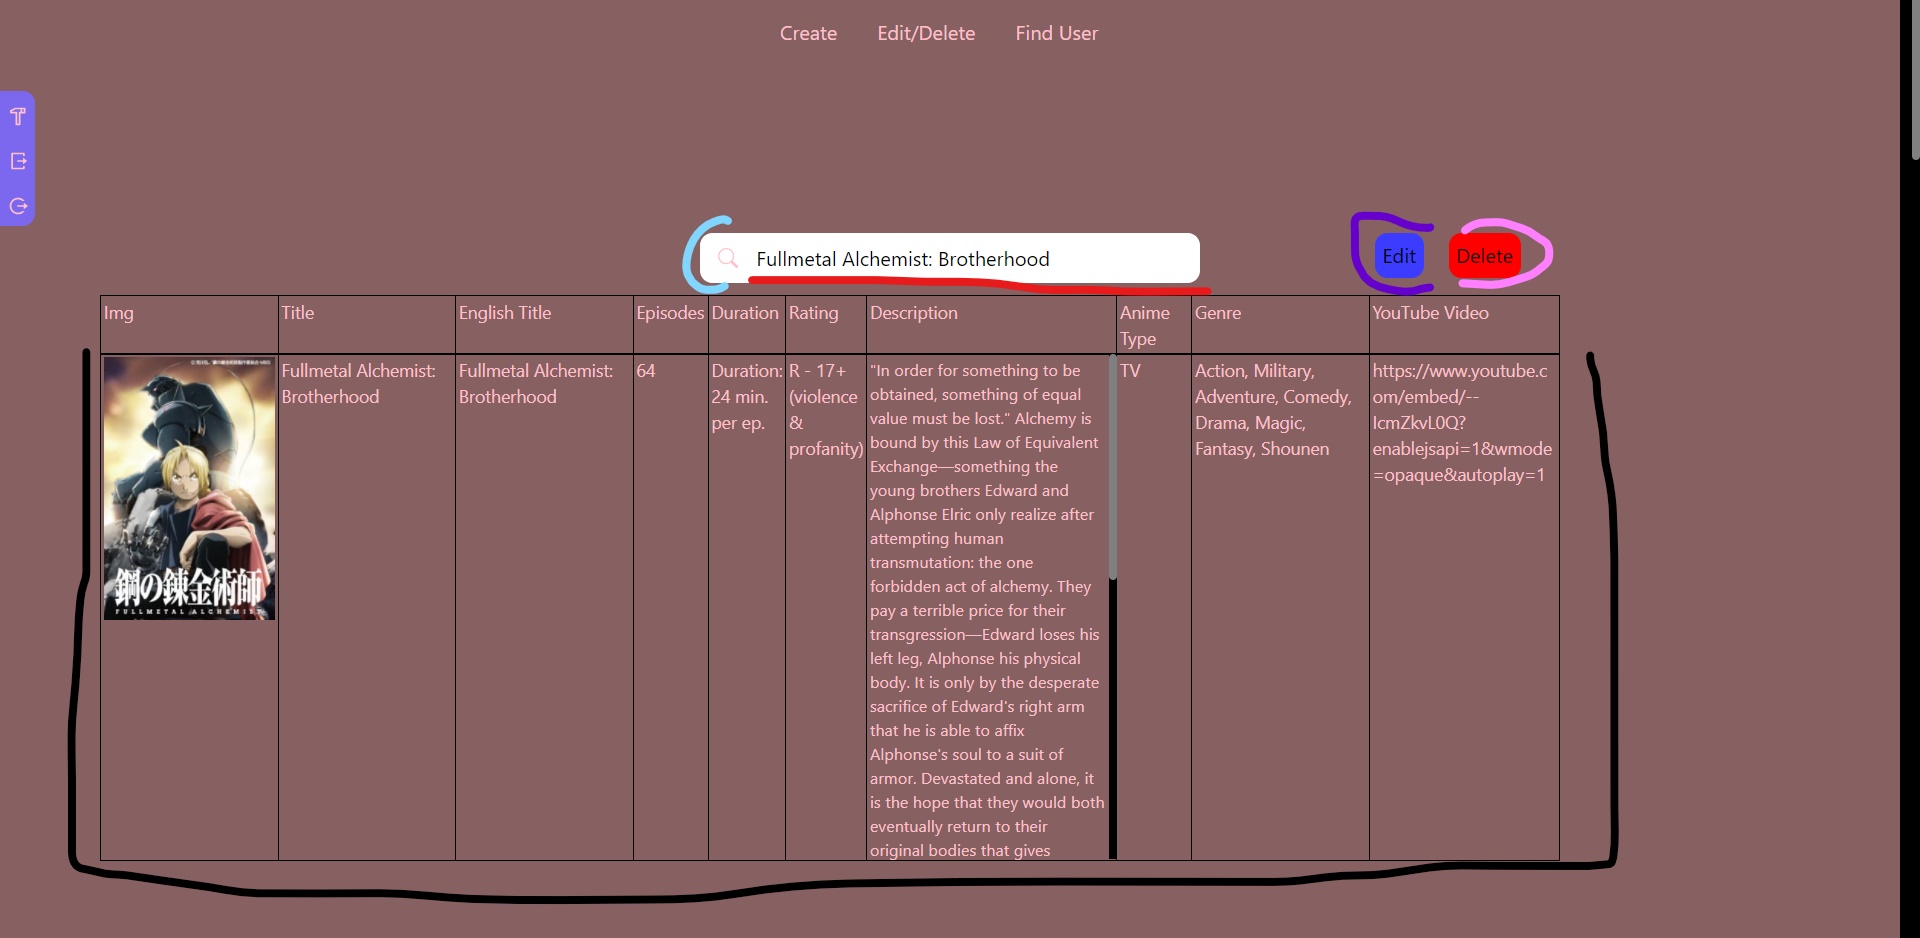 Create Edit/Delete Find User
Fullmetal Alchemist: Brotherhood
Edit Delete
Img Title English Title Episodes Duration Rating Description Anime Type Genre YouTube Video
鋼の錬金術師
FULLMETAL ALCHEMIST
Fullmetal Alchemist:
Brotherhood
Fullmetal Alchemist:
Brotherhood
64
Duration:
24 min.
per ep.
R - 17+
(violence
&
profanity)
"In order for something to be
obtained, something of equal
value must be lost." Alchemy is
bound by this Law of Equivalent
Exchange—something the
young brothers Edward and
Alphonse Elric only realize after
attempting human
transmutation: the one
forbidden act of alchemy. They
pay a terrible price for their
transgression—Edward loses his
left leg, Alphonse his physical
body. It is only by the desperate
sacrifice of Edward's right arm
that he is able to affix
Alphonse's soul to a suit of
armor. Devastated and alone, it
is the hope that they would both
eventually return to their
original bodies that gives
TV
Action, Military,
Adventure, Comedy,
Drama, Magic,
Fantasy, Shounen
https://www.youtube.c
om/embed/--
IcmZkvL0Q?
enablejsapi=1&wmode
=opaque&autoplay=1